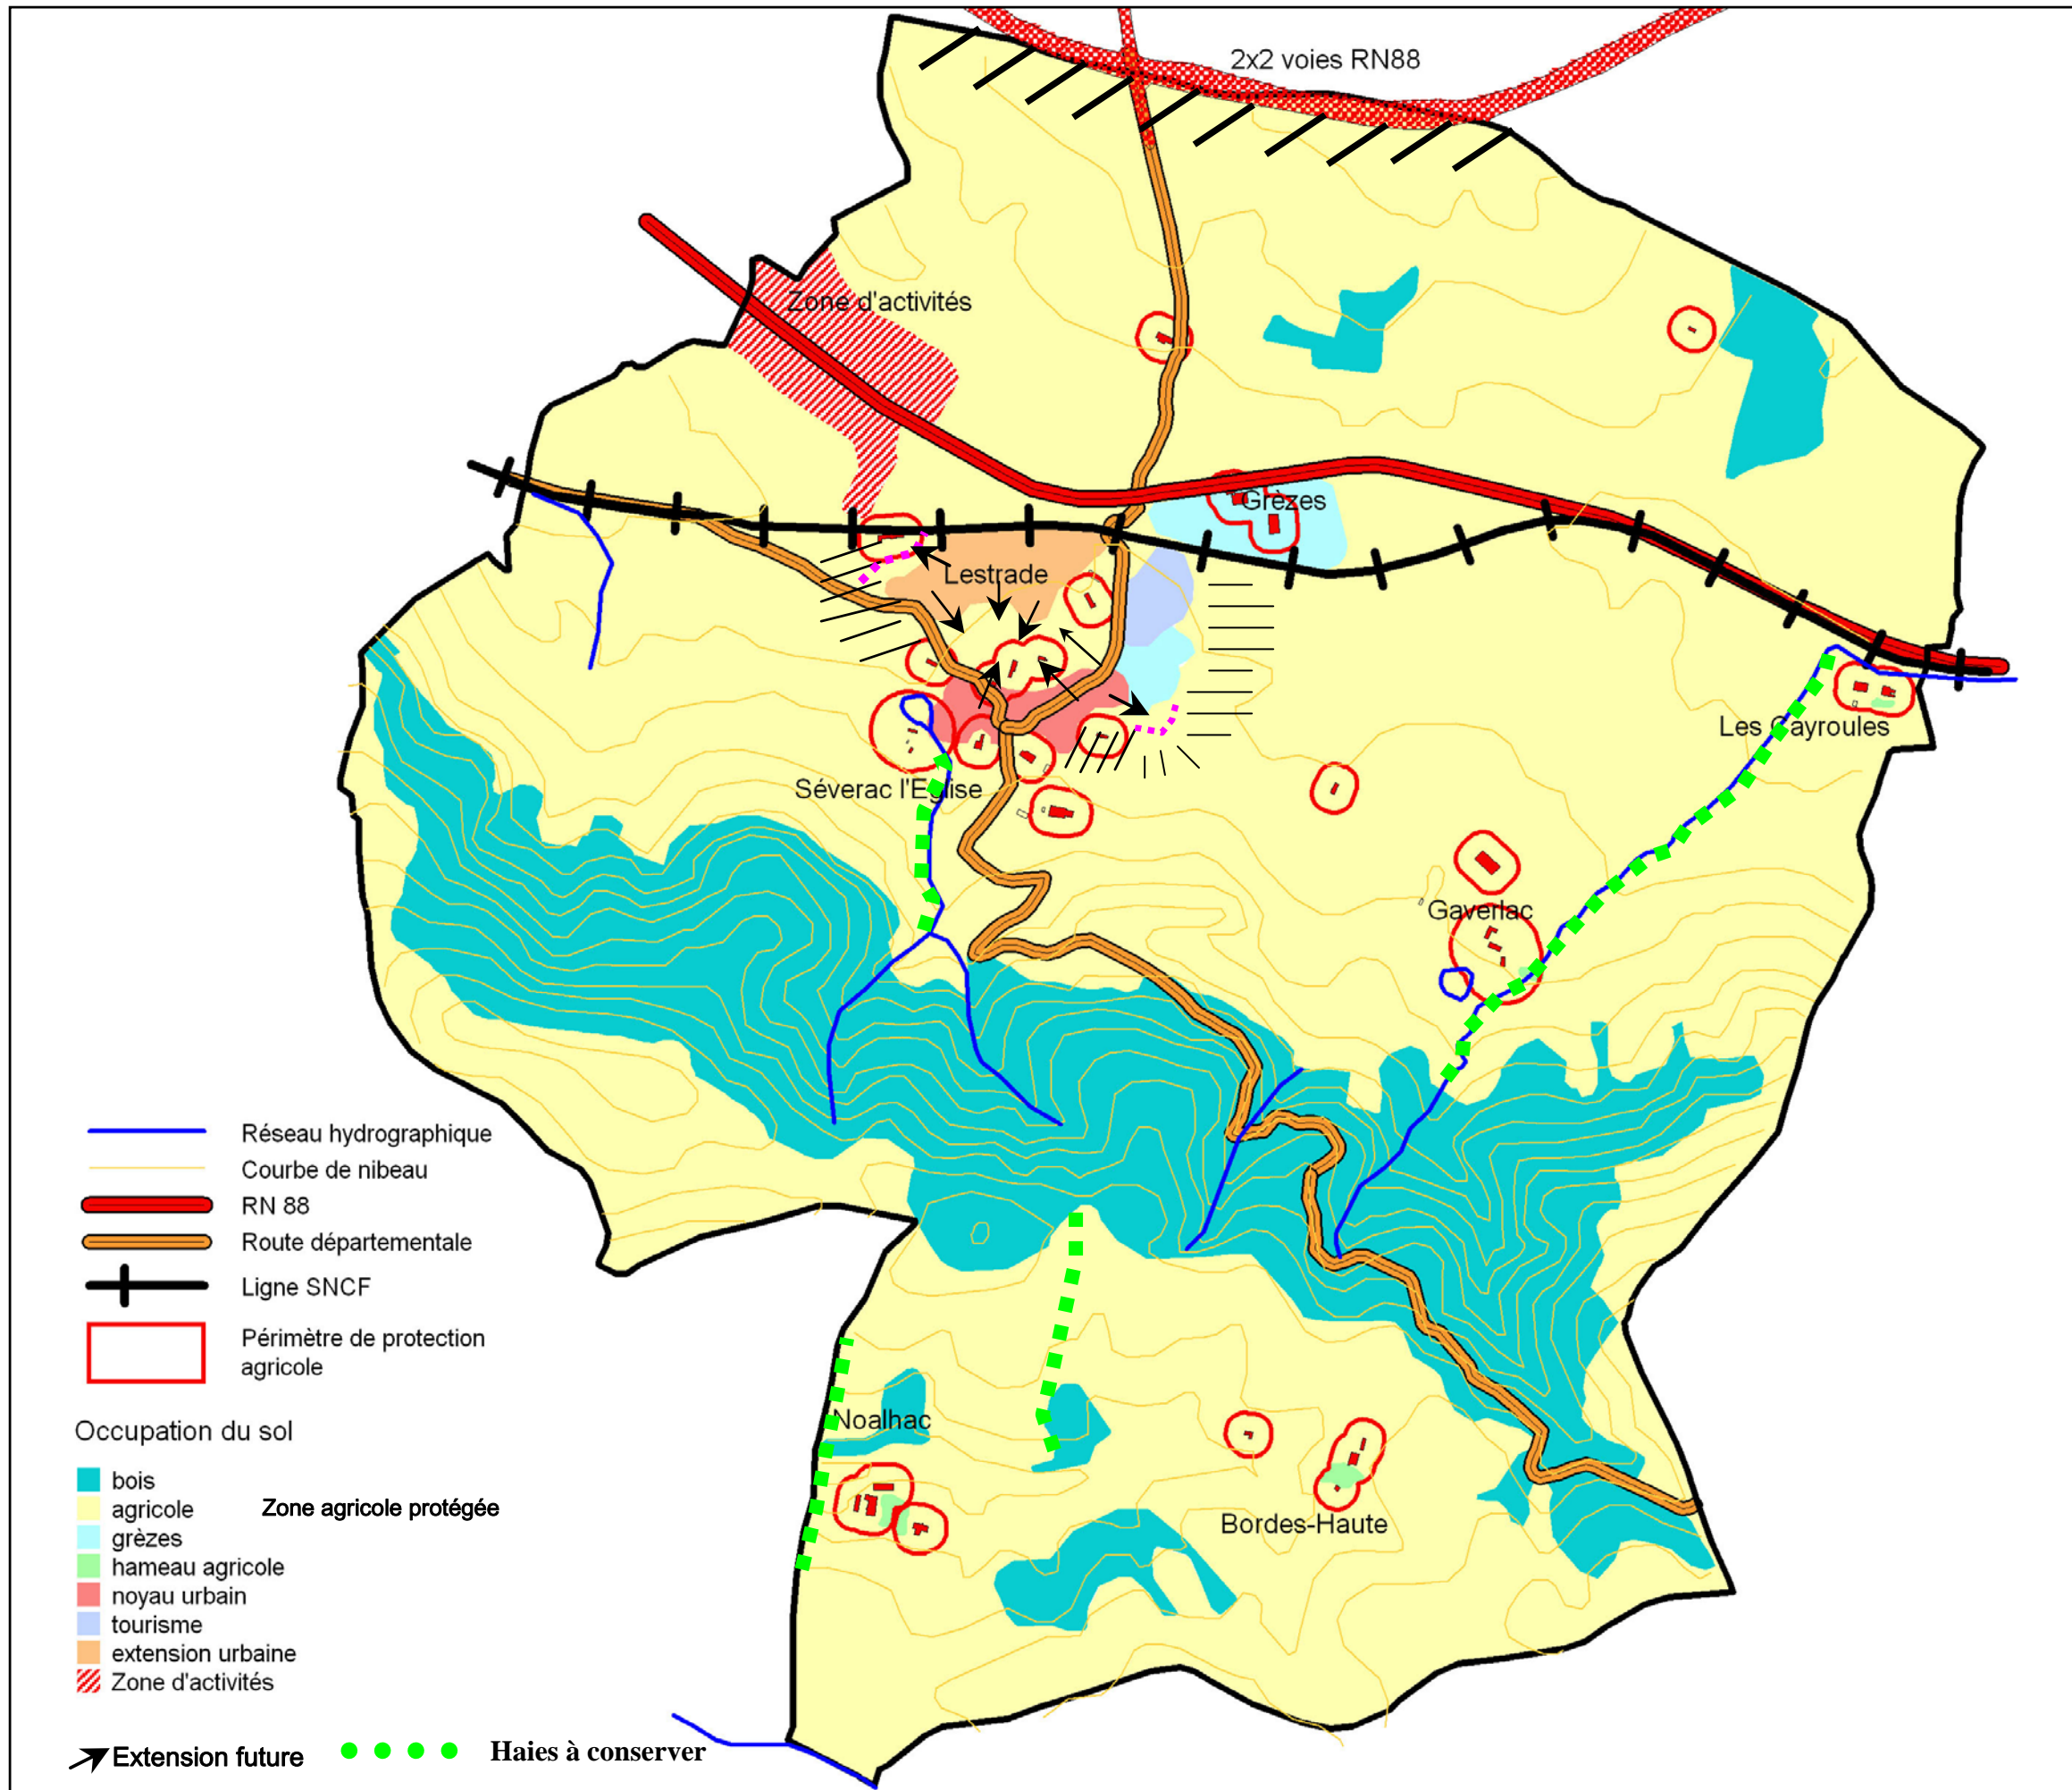 2x2 voies RN88
Zone d'activités
Grèzes
Lestrade
Les Cayroules
Séverac l'Eglise
Gaverlac
Noalhac
Bordes-Haute
Réseau hydrographique
Courbe de nibeau
RN 88
Route départementale
Ligne SNCF
Périmètre de protection
agricole
Occupation du sol
bois
agricole
Zone agricole protégée
grèzes
hameau agricole
noyau urbain
tourisme
extension urbaine
Zone d'activités
Extension future
Haies à conserver